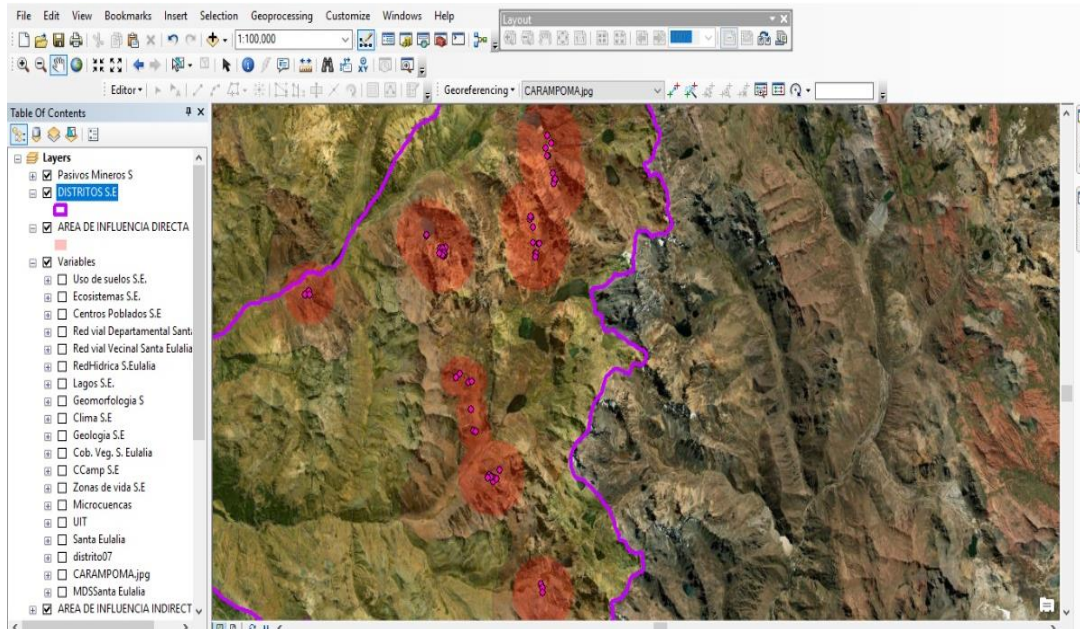 File Edit View Bookmarks Insert Selection Geoprocessing Customize Windows Help
Layout
1:100,000
Editor
Georeferencing
CARAMPOMA.jpg
Table Of Contents
Layers
Pasivos Mineros S
DISTRITOS S.E
AREA DE INFLUENCIA DIRECTA
Variables
Uso de suelos S.E.
Ecosistemas S.E.
Centros Poblados S.E
Red vial Departamental Sant
Red vial Vecinal Santa Eulalia
RedHidrica S.Eulalia
Lagos S.E.
Geomorfologia S
Clima S.E
Geologia S.E
Cob. Veg. S. Eulalia
CCamp S.E
Zonas de vida S.E
Microcuencas
UIT
Santa Eulalia
distrito07
CARAMPOMA.jpg
MDSSanta Eulalia
AREA DE INFLUENCIA INDIRECT